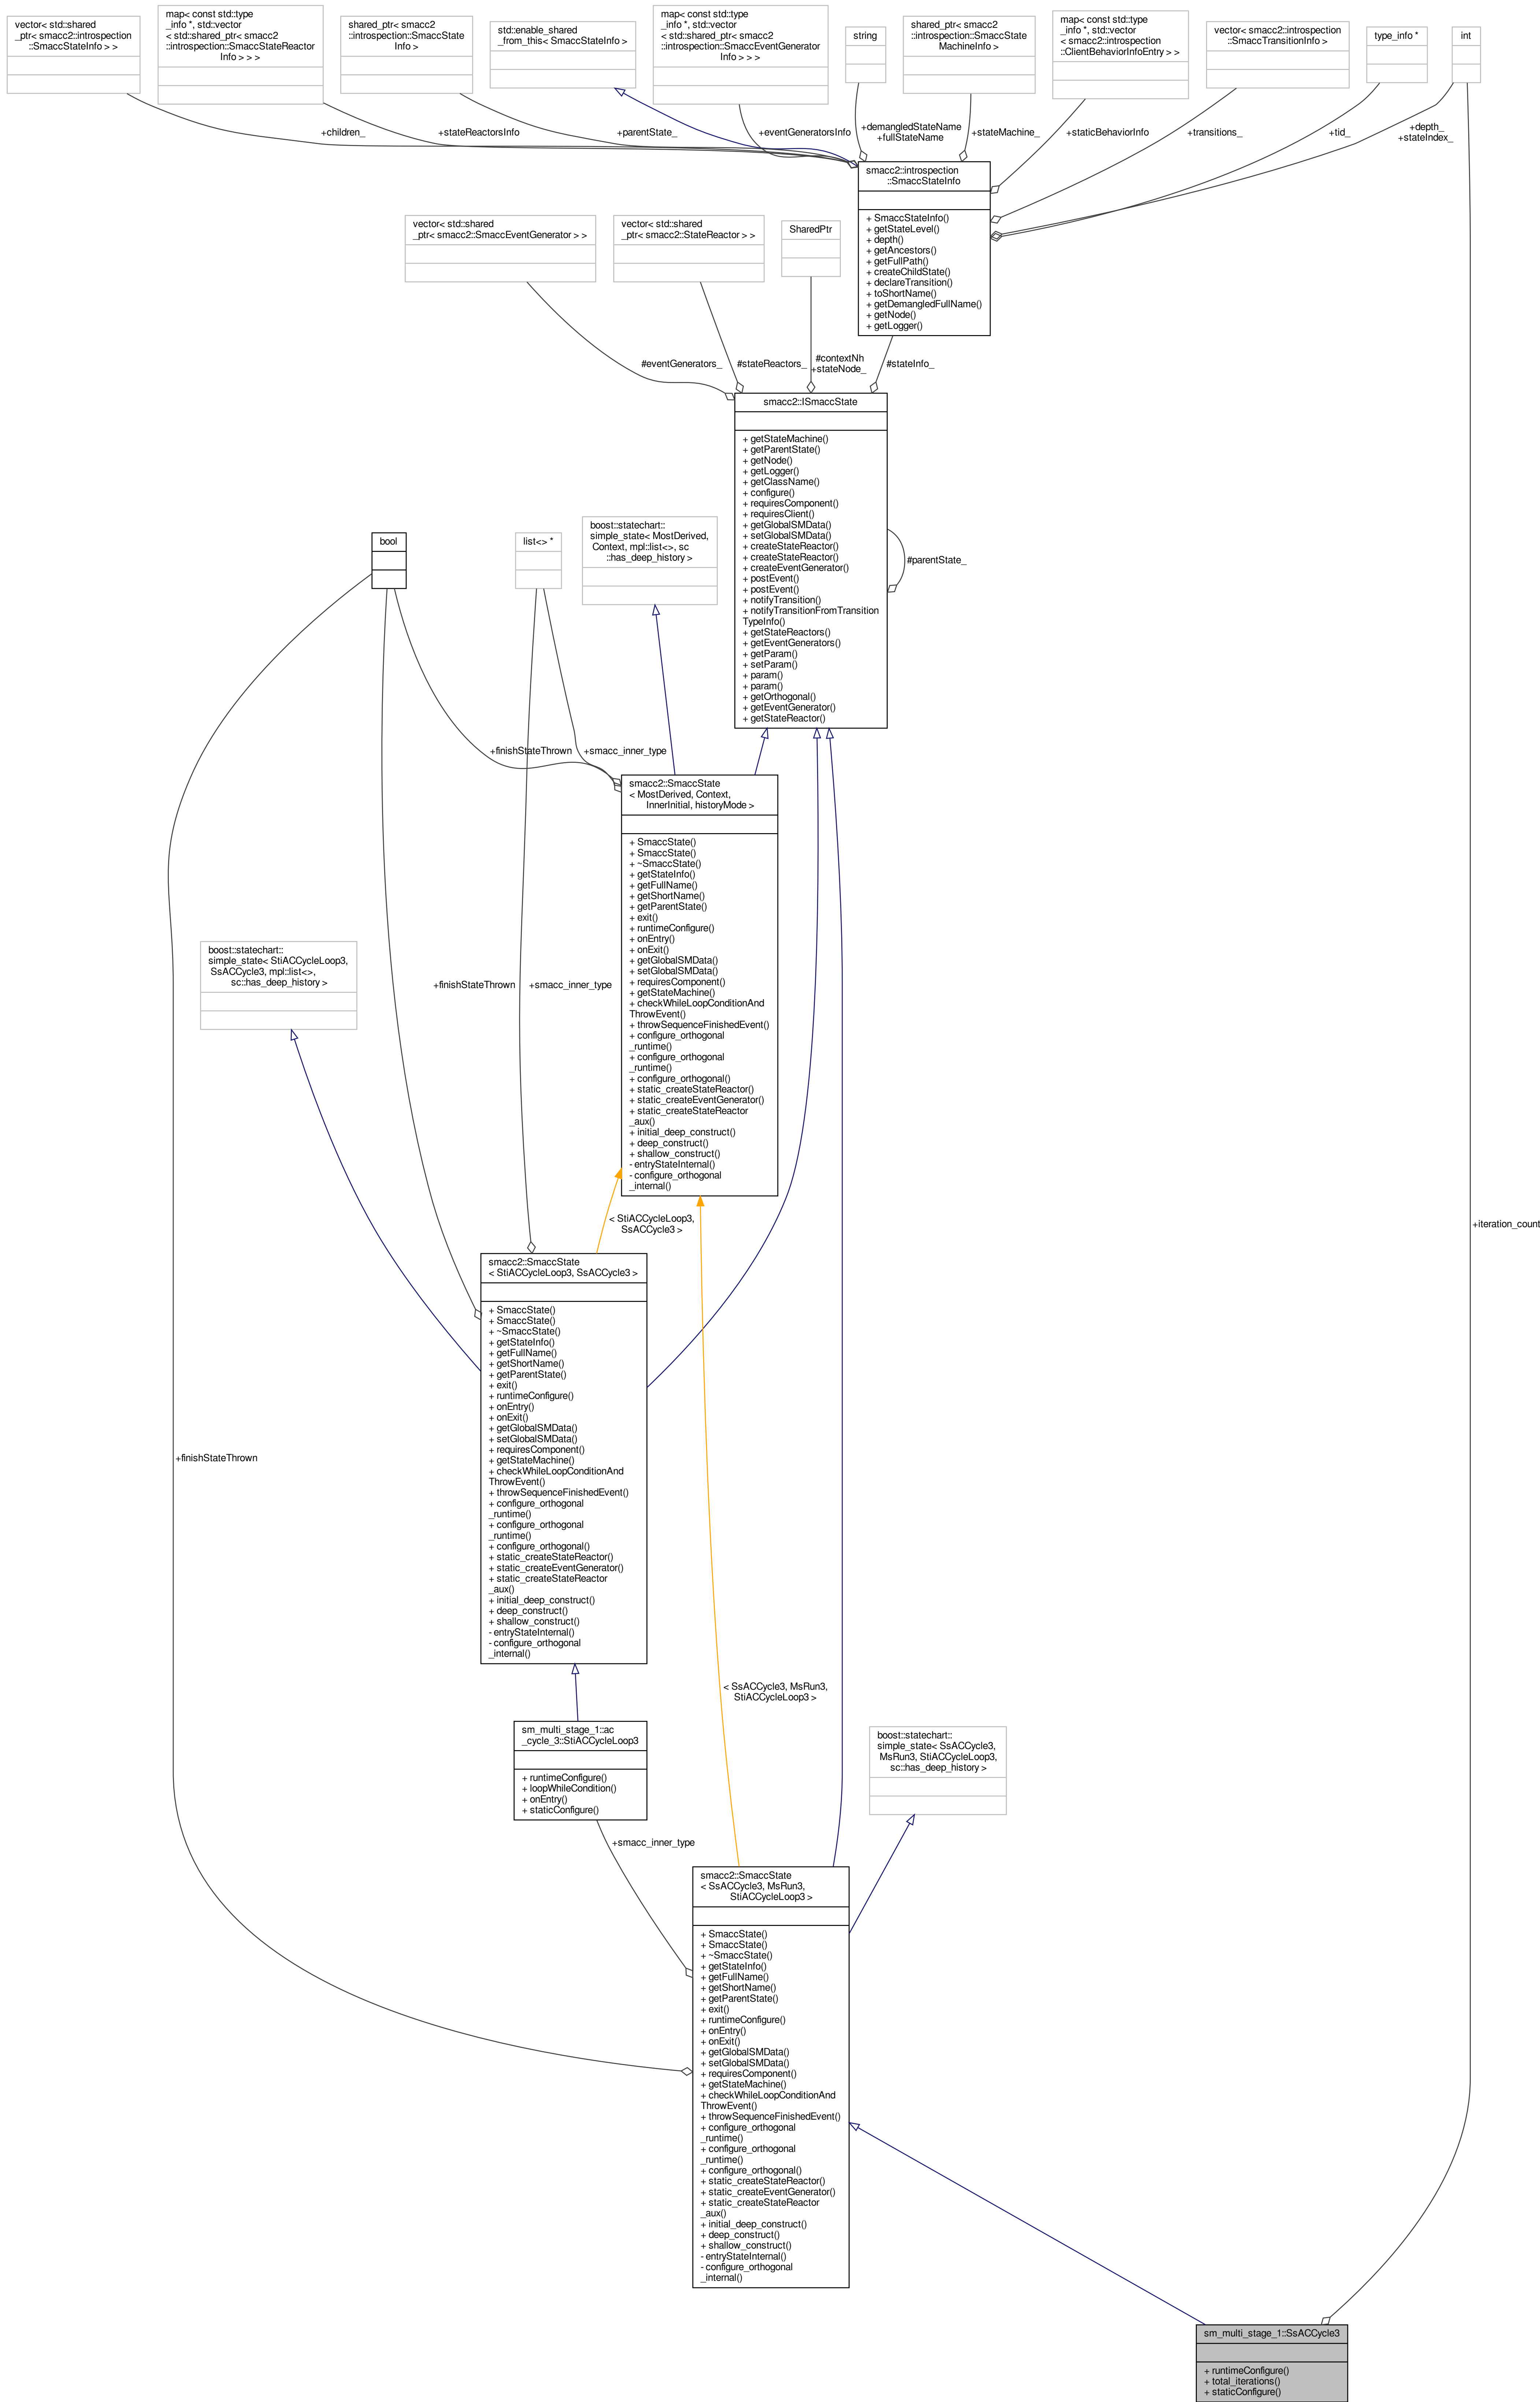 vector< std::shared
_ptr< smacc2::introspection
::SmaccStateInfo > >
map< const std::type
_info *, std::vector
< std::shared_ptr< smacc2
::introspection::SmaccStateReactor
Info > > >
shared_ptr< smacc2
::introspection::SmaccState
Info >
std::enable_shared
_from_this< SmaccStateInfo >
map< const std::type
_info *, std::vector
< std::shared_ptr< smacc2
::introspection::SmaccEventGenerator
Info > > >
string
shared_ptr< smacc2
::introspection::SmaccState
MachineInfo >
map< const std::type
_info *, std::vector
< smacc2::introspection
::ClientBehaviorInfoEntry > >
vector< smacc2::introspection
::SmaccTransitionInfo >
type_info *
int
+children_
+stateReactorsInfo
+parentState_
+eventGeneratorsInfo
+demangledStateName
+fullStateName
+stateMachine_
+staticBehaviorInfo
+transitions_
+tid_
+depth_
+stateIndex_
smacc2::introspection
::SmaccStateInfo
+ SmaccStateInfo()
+ getStateLevel()
+ depth()
+ getAncestors()
+ getFullPath()
+ createChildState()
+ declareTransition()
+ toShortName()
+ getDemangledFullName()
+ getNode()
+ getLogger()
vector< std::shared
_ptr< smacc2::SmaccEventGenerator > >
vector< std::shared
_ptr< smacc2::StateReactor > >
SharedPtr
#eventGenerators_
#stateReactors_
#contextNh
+stateNode_
#stateInfo_
smacc2::ISmaccState
+ getStateMachine()
+ getParentState()
+ getNode()
+ getLogger()
+ getClassName()
+ configure()
+ requiresComponent()
+ requiresClient()
+ getGlobalSMData()
+ setGlobalSMData()
+ createStateReactor()
+ createStateReactor()
+ createEventGenerator()
+ postEvent()
+ postEvent()
+ notifyTransition()
+ notifyTransitionFromTransition
TypeInfo()
+ getStateReactors()
+ getEventGenerators()
+ getParam()
+ setParam()
+ param()
+ param()
+ getOrthogonal()
+ getEventGenerator()
+ getStateReactor()
#parentState_
bool
list<> *
boost::statechart::
simple_state< MostDerived,
Context, mpl::list<>, sc
::has_deep_history >
+finishStateThrown
+smacc_inner_type
smacc2::SmaccState
< MostDerived, Context,
InnerInitial, historyMode >
+ SmaccState()
+ SmaccState()
+ ~SmaccState()
+ getStateInfo()
+ getFullName()
+ getShortName()
+ getParentState()
+ exit()
+ runtimeConfigure()
+ onEntry()
+ onExit()
+ getGlobalSMData()
+ setGlobalSMData()
+ requiresComponent()
+ getStateMachine()
+ checkWhileLoopConditionAnd
ThrowEvent()
+ throwSequenceFinishedEvent()
+ configure_orthogonal
_runtime()
+ configure_orthogonal
_runtime()
+ configure_orthogonal()
+ static_createStateReactor()
+ static_createEventGenerator()
+ static_createStateReactor
_aux()
+ initial_deep_construct()
+ deep_construct()
+ shallow_construct()
- entryStateInternal()
- configure_orthogonal
_internal()
boost::statechart::
simple_state< StiACCycleLoop3,
SsACCycle3, mpl::list<>,
sc::has_deep_history >
+finishStateThrown
+smacc_inner_type
< StiACCycleLoop3,
SsACCycle3 >
+iteration_count
smacc2::SmaccState
< StiACCycleLoop3, SsACCycle3 >
+ SmaccState()
+ SmaccState()
+ ~SmaccState()
+ getStateInfo()
+ getFullName()
+ getShortName()
+ getParentState()
+ exit()
+ runtimeConfigure()
+ onEntry()
+ onExit()
+ getGlobalSMData()
+ setGlobalSMData()
+ requiresComponent()
+ getStateMachine()
+ checkWhileLoopConditionAnd
ThrowEvent()
+ throwSequenceFinishedEvent()
+ configure_orthogonal
_runtime()
+ configure_orthogonal
_runtime()
+ configure_orthogonal()
+ static_createStateReactor()
+ static_createEventGenerator()
+ static_createStateReactor
_aux()
+ initial_deep_construct()
+ deep_construct()
+ shallow_construct()
- entryStateInternal()
- configure_orthogonal
_internal()
+finishStateThrown
< SsACCycle3, MsRun3,
StiACCycleLoop3 >
sm_multi_stage_1::ac
_cycle_3::StiACCycleLoop3
+ runtimeConfigure()
+ loopWhileCondition()
+ onEntry()
+ staticConfigure()
boost::statechart::
simple_state< SsACCycle3,
MsRun3, StiACCycleLoop3,
sc::has_deep_history >
+smacc_inner_type
smacc2::SmaccState
< SsACCycle3, MsRun3,
StiACCycleLoop3 >
+ SmaccState()
+ SmaccState()
+ ~SmaccState()
+ getStateInfo()
+ getFullName()
+ getShortName()
+ getParentState()
+ exit()
+ runtimeConfigure()
+ onEntry()
+ onExit()
+ getGlobalSMData()
+ setGlobalSMData()
+ requiresComponent()
+ getStateMachine()
+ checkWhileLoopConditionAnd
ThrowEvent()
+ throwSequenceFinishedEvent()
+ configure_orthogonal
_runtime()
+ configure_orthogonal
_runtime()
+ configure_orthogonal()
+ static_createStateReactor()
+ static_createEventGenerator()
+ static_createStateReactor
_aux()
+ initial_deep_construct()
+ deep_construct()
+ shallow_construct()
- entryStateInternal()
- configure_orthogonal
_internal()
sm_multi_stage_1::SsACCycle3
+ runtimeConfigure()
+ total_iterations()
+ staticConfigure()